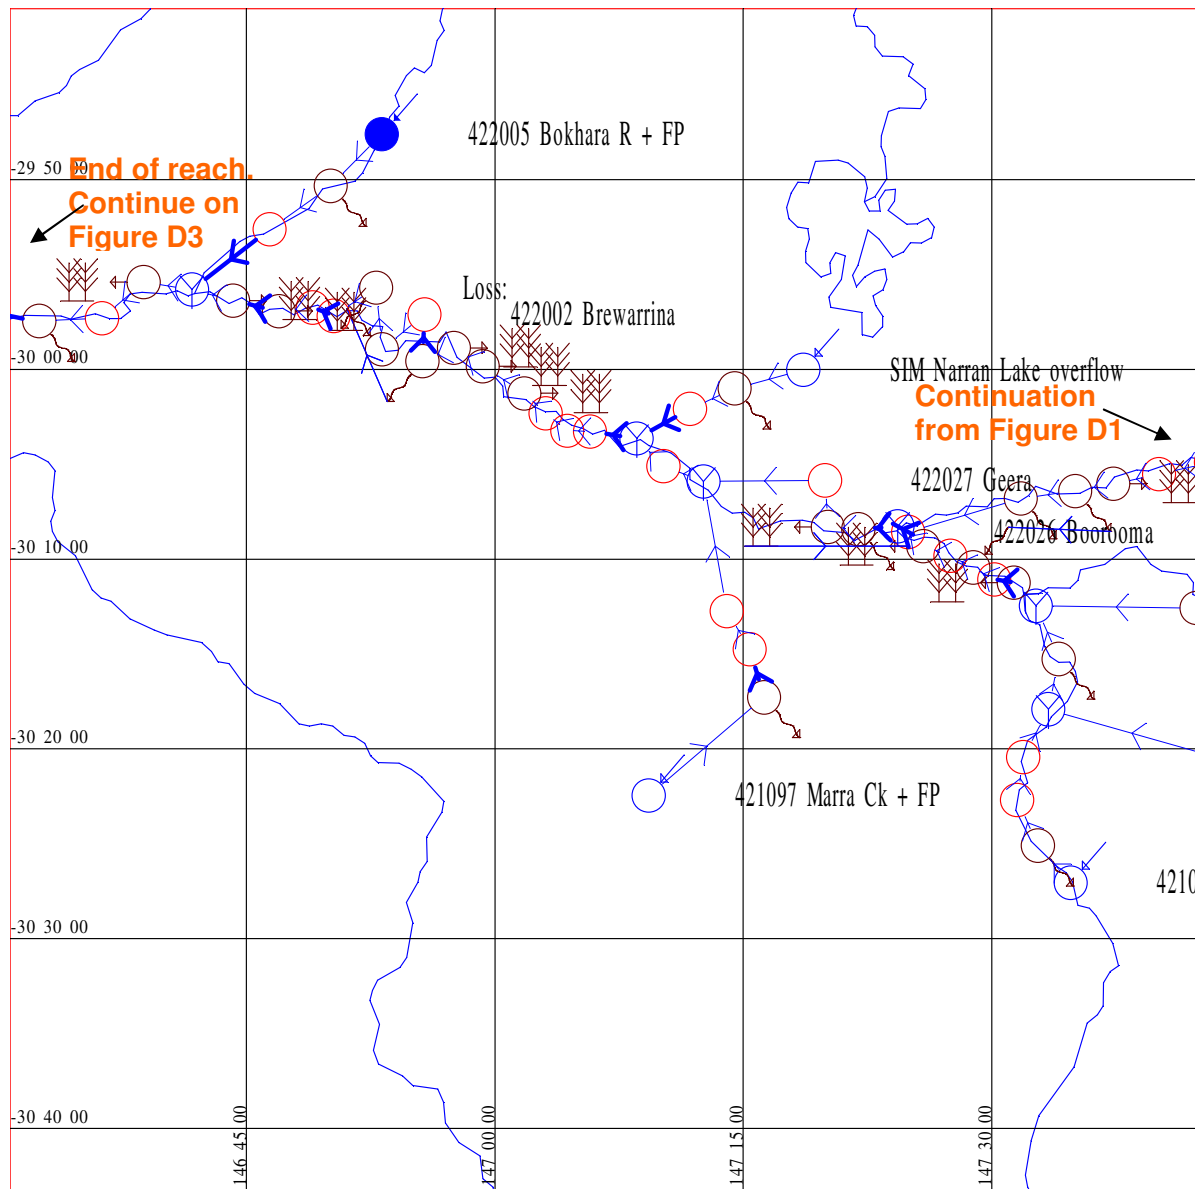 422005 Bokhara R + FP
-29 50 00
End of reach.
Continue on
Figure D3
Loss:
422002 Brewarrina
-30 00 00
SIM Narran Lake overflow
Continuation
from Figure D1
422027 Geera
422026 Boorooma
-30 10 00
-30 20 00
421097 Marra Ck + FP
4210
-30 30 00
-30 40 00
146 45 00
147 00 00
147 15 00
147 30 00